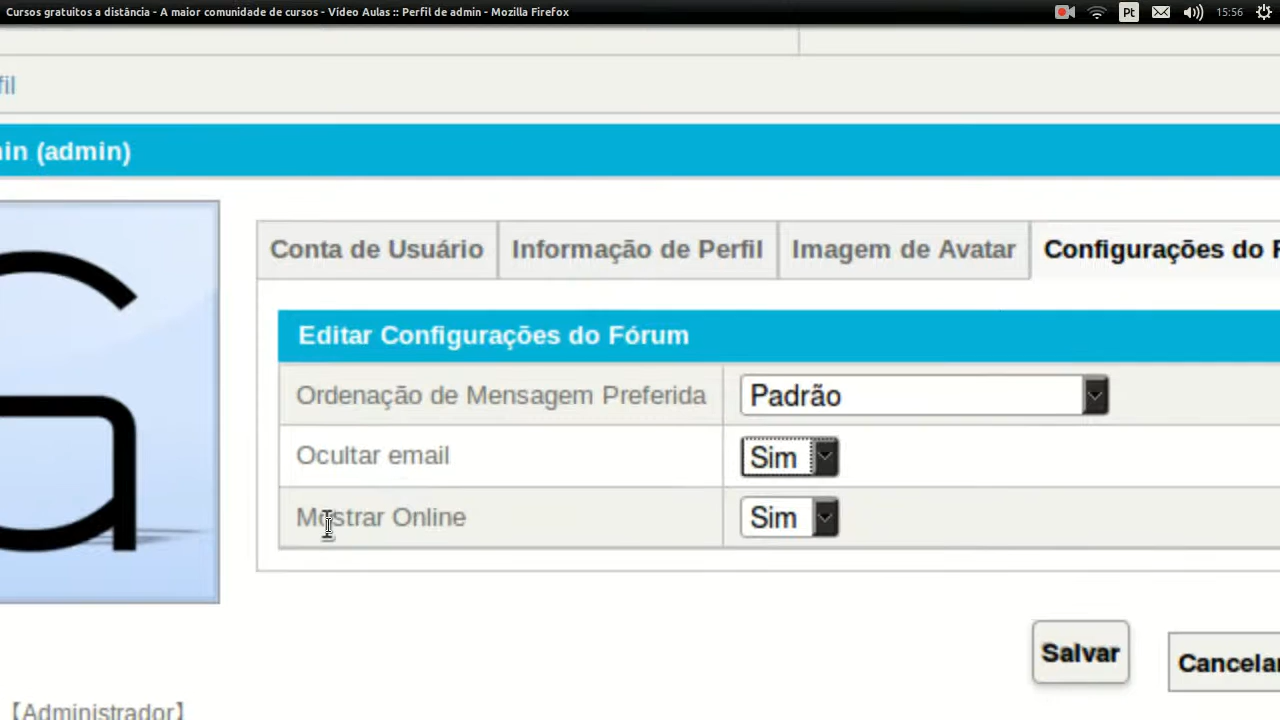 Cursos gratuitos a distância - A maior comunidade de cursos - Vídeo Aulas :: Perfil de admin - Mozilla Firefox
Pt
15:56
fil
in (admin)
Conta de Usuário
Informação de Perfil
Imagem de Avatar
Configurações do F
Editar Configurações do Fórum
Ordenação de Mensagem Preferida
Padrão
Ocultar email
Sim
Mostrar Online
Sim
Salvar
Cancelar
【Administrador】